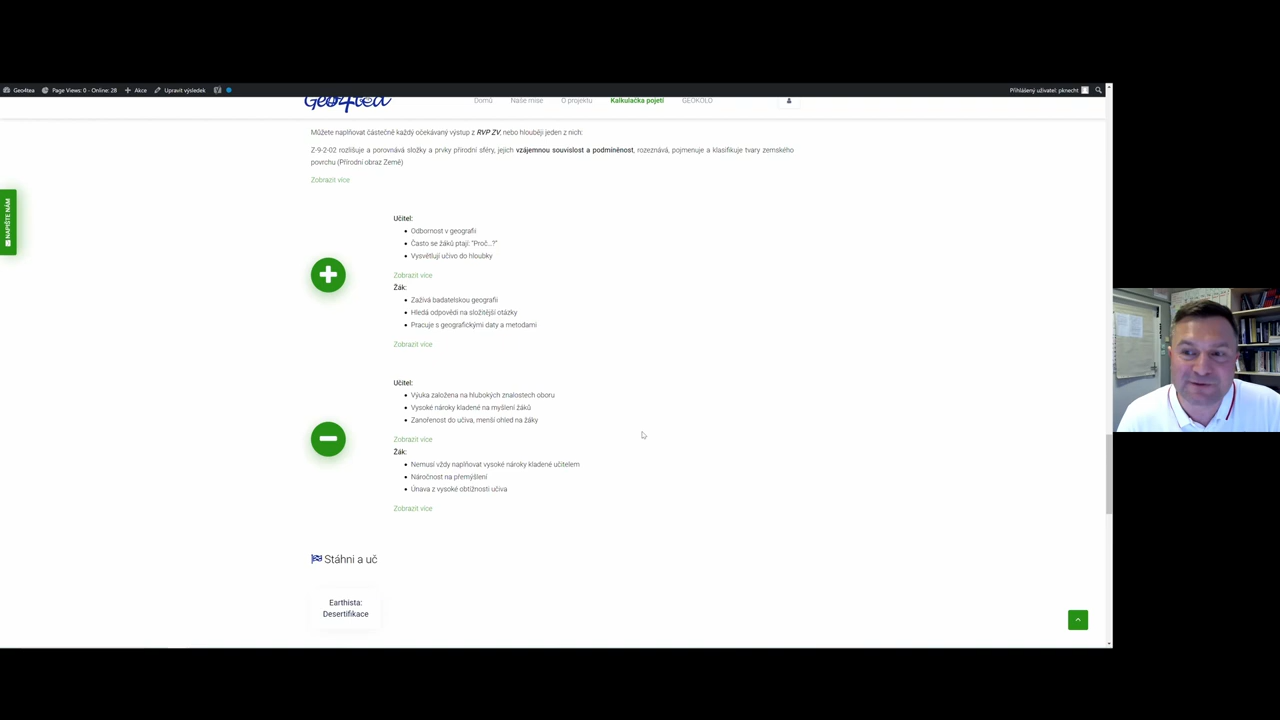 Geo4tea
Page Views: 0 - Online: 28
Akce
Upravit výsledek
Přihlášený uživatel: pknecht
Geo4tea
Domů
Naše mise
O projektu
Kalkulačka pojetí
GEOKOLO
Můžete naplňovat částečně každý očekávaný výstup z RVP ZV, nebo hlouběji jeden z nich:
Z-9-2-02 rozlišuje a porovnává složky a prvky přírodní sféry, jejich vzájemnou souvislost a podmíněnost, rozeznává, pojmenuje a klasifikuje tvary zemského
povrchu (Přírodní obraz Země)
Zobrazit více
NAPIŠTE NÁM
Učitel:
Odbornost v geografii
Často se žáků ptají: "Proč...?"
Vysvětlují učivo do hloubky
Zobrazit více
Žák:
Zažívá badatelskou geografii
Hledá odpovědi na složitější otázky
Pracuje s geografickými daty a metodami
Zobrazit více
Učitel:
Výuka založena na hlubokých znalostech oboru
Vysoké nároky kladené na myšlení žáků
Zanořenost do učiva, menší ohled na žáky
Zobrazit více
Žák:
Nemusí vždy naplňovat vysoké nároky kladené učitelem
Náročnost na přemýšlení
Únava z vysoké obtížnosti učiva
Zobrazit více
Stáhni a uč
Earthista:
Desertifikace